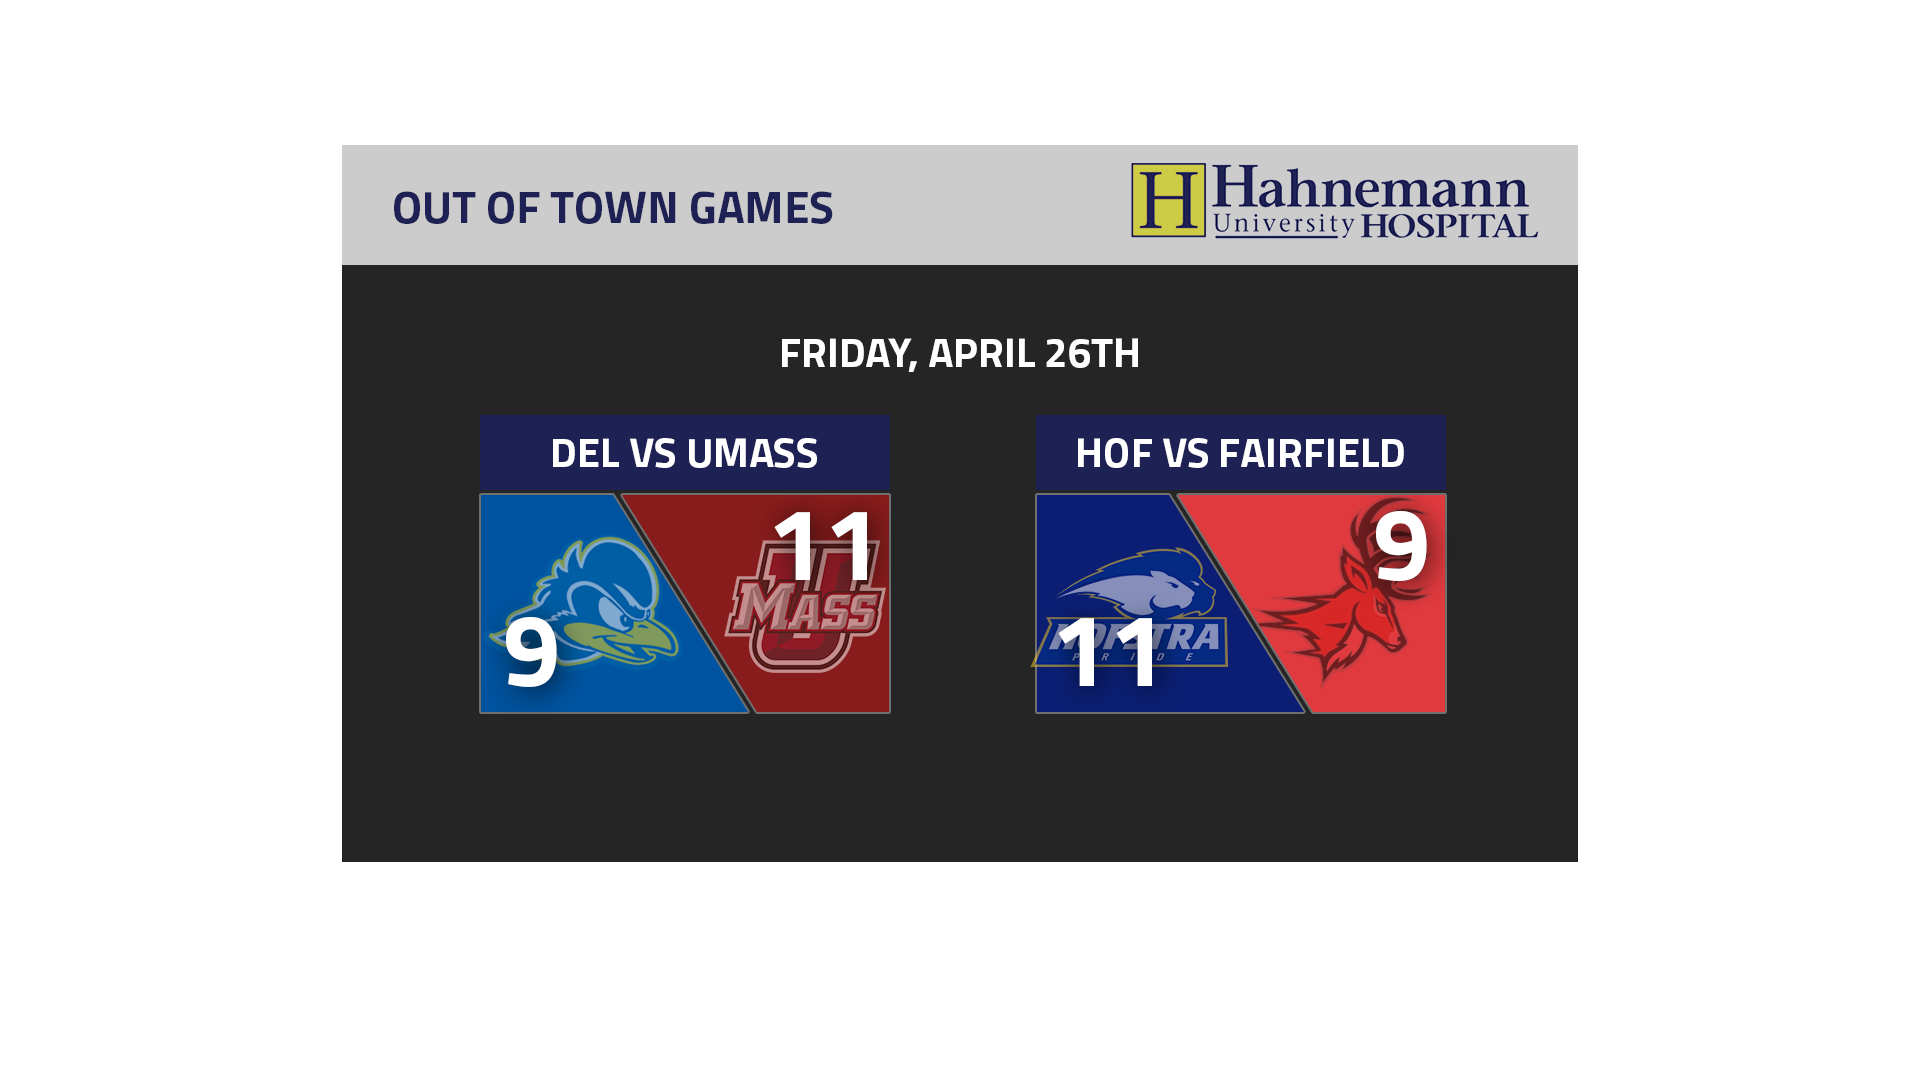 OUT OF TOWN GAMES
H Hahnemann
University HOSPITAL
FRIDAY, APRIL 26TH
DEL VS UMASS
9
11
U
MASS
HOF VS FAIRFIELD
11
9
HOFSTRA
PRIDE